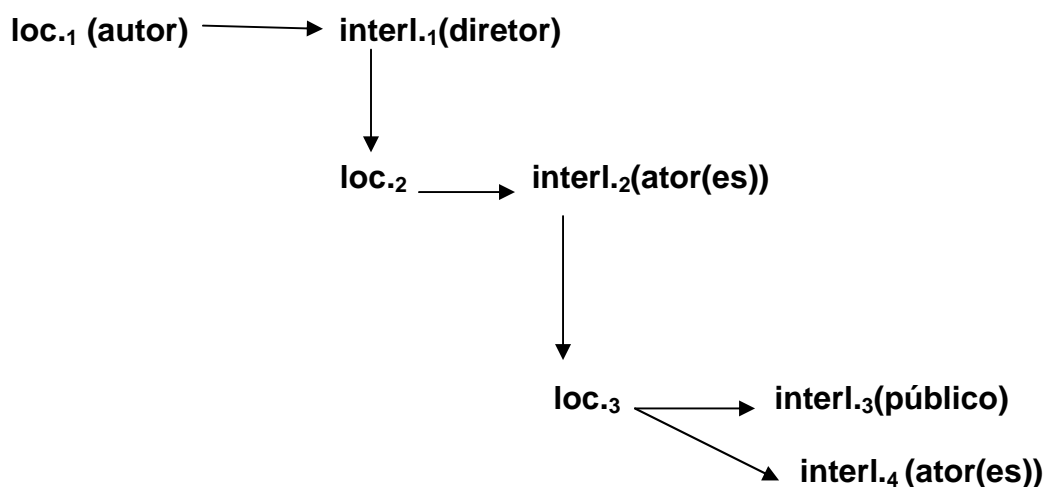 loc.₁ (autor) interl.₁(diretor)
loc.₂ interl.₂(ator(es))
loc.₃ interl.₃(público)
interl.₄ (ator(es))